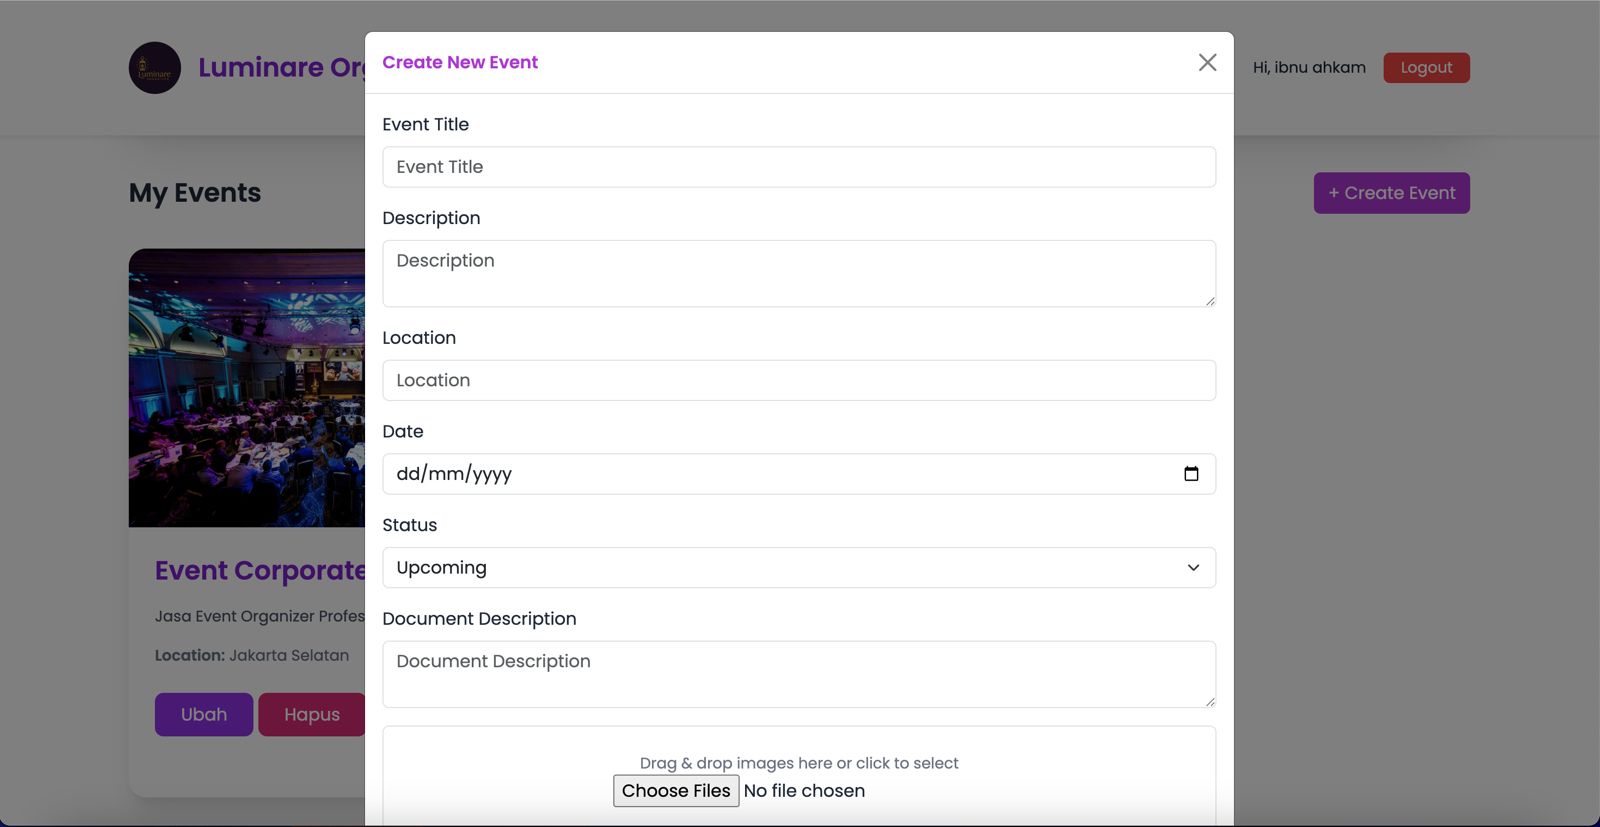 Luminare
Luminare Or
Hi, ibnu ahkam
Logout
My Events
+ Create Event
Event Corporate
Jasa Event Organizer Profes
Location: Jakarta Selatan
Ubah
Hapus
Create New Event
Event Title
Event Title
Description
Description
Location
Location
Date
dd/mm/yyyy
Status
Upcoming
Document Description
Document Description
Drag & drop images here or click to select
Choose Files No file chosen